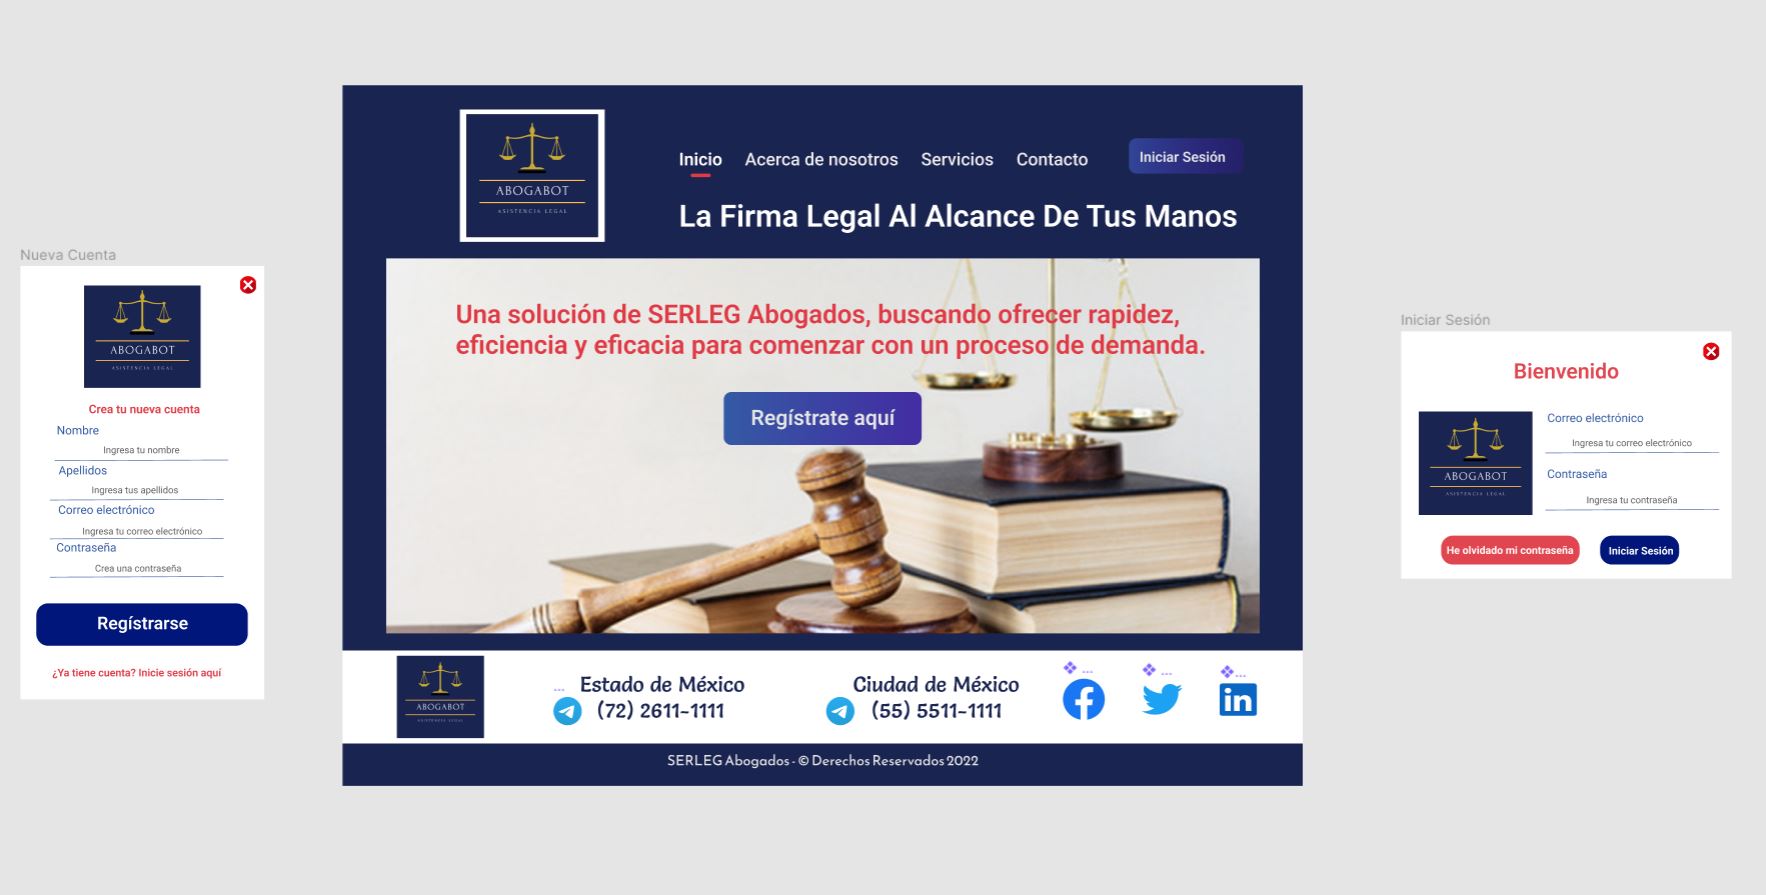 Nueva Cuenta
ABOGABOT
ASISTENCIA LEGAL
Crea tu nueva cuenta
Nombre
Ingresa tu nombre
Apellidos
Ingresa tus apellidos
Correo electrónico
Ingresa tu correo electrónico
Contraseña
Crea una contraseña
Regístrarse
¿Ya tiene cuenta? Inicie sesión aquí
ABOGABOT
ASISTENCIA LEGAL
Inicio Acerca de nosotros Servicios Contacto Iniciar Sesión
La Firma Legal Al Alcance De Tus Manos
Una solución de SERLEG Abogados, buscando ofrecer rapidez,
eficiencia y eficacia para comenzar con un proceso de demanda.
Regístrate aquí
ABOGABOT
ASISTENCIA LEGAL
... Estado de México
(72) 2611-1111
Ciudad de México
(55) 5511-1111
...
...
...
in
SERLEG Abogados - © Derechos Reservados 2022
Iniciar Sesión
Bienvenido
ABOGABOT
ASISTENCIA LEGAL
Correo electrónico
Ingresa tu correo electrónico
Contraseña
Ingresa tu contraseña
He olvidado mi contraseña
Iniciar Sesión